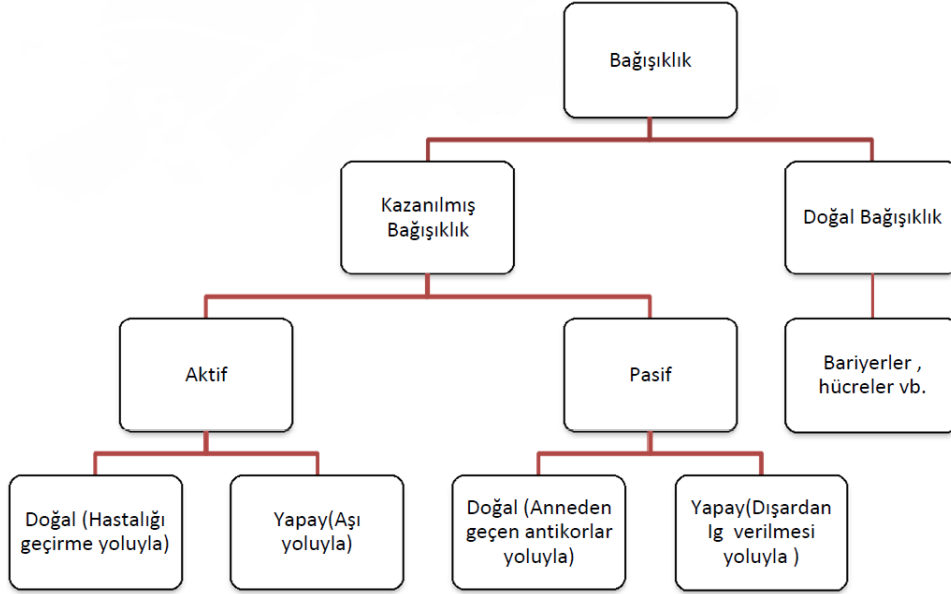 Bağışıklık
Kazanılmış
Bağışıklık
Doğal Bağışıklık
Aktif
Pasif
Bariyerler ,
hücreler vb.
Doğal (Hastalığı
geçirme yoluyla)
Yapay(Aşı
yoluyla)
Doğal (Anneden
geçen antikorlar
yoluyla)
Yapay(Dışardan
Ig  verilmesi
yoluyla )